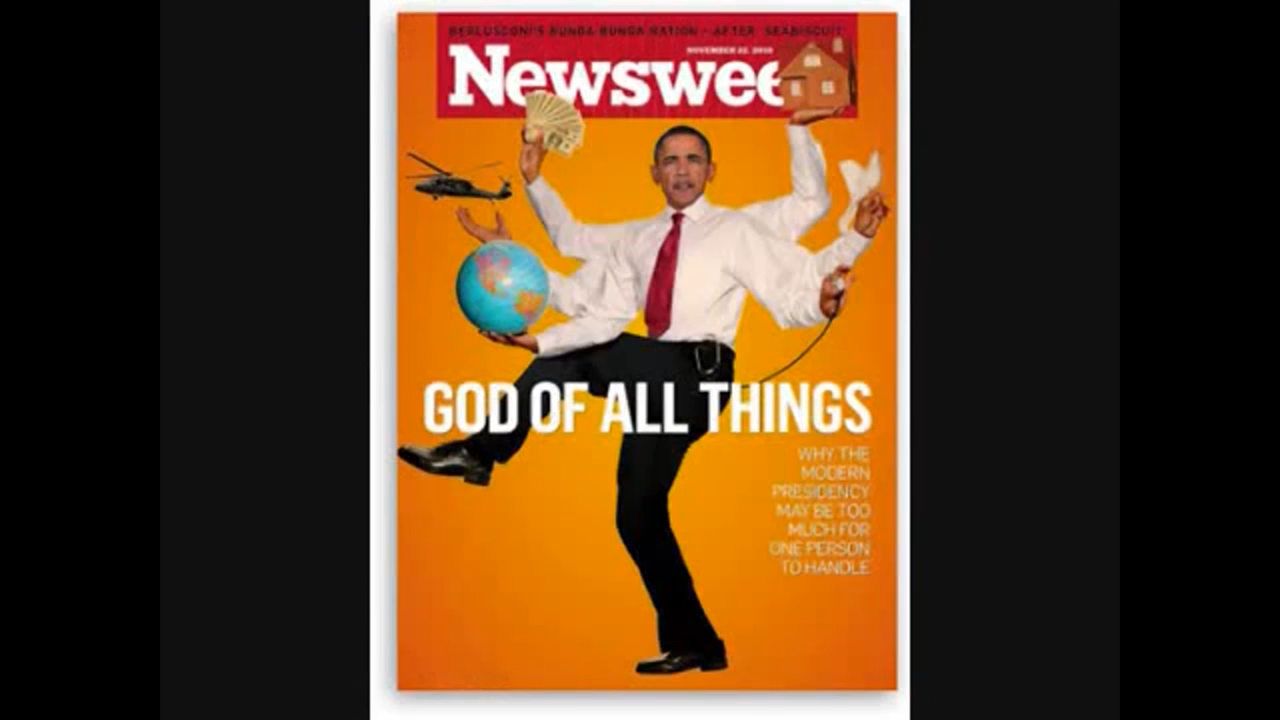 BERLUSCONI'S BUNGA-BUNGA NATION • AFTER 'SEABISCUIT'
NOVEMBER 22, 2010
Newswee
GOD OF ALL THINGS
WHY THE
MODERN
PRESIDENCY
MAY BE TOO
MUCH FOR
ONE PERSON
TO HANDLE